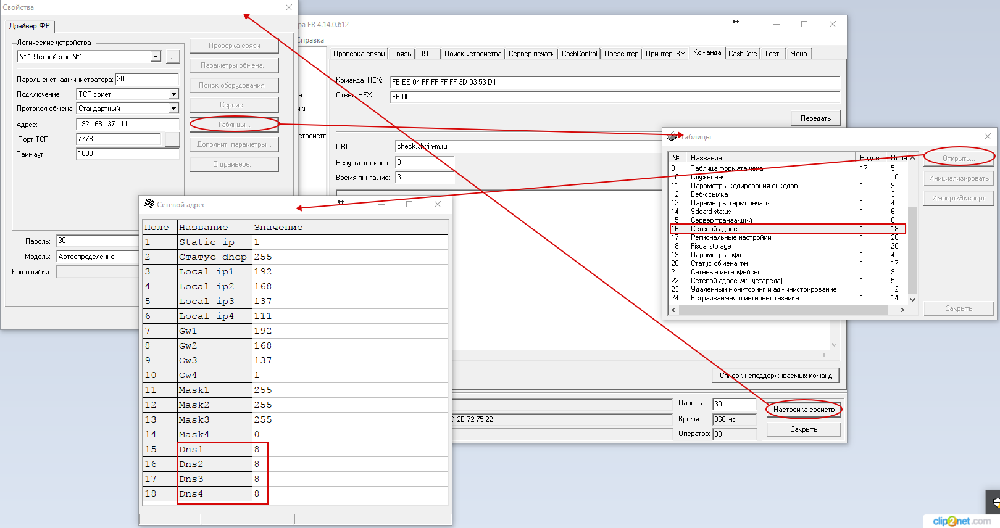 Свойства
Драйвер ФР
Логические устройства
№ 1 Устройство №1
...
Пароль сист. администратора: 30
Подключение: TCP сокет
Протокол обмена: Стандартный
Адрес: 192.168.137.111
Порт TCP: 7778
...
Таймаут: 1000
Проверка связи
Параметры обмена...
Поиск оборудования...
Сервис...
Таблицы...
Дополнит. параметры...
О драйвере...
Пароль: 30
Модель: Автоопределение
Код ошибки:
ра FR 4.14.0.612
Справка
Проверка связи Связь ЛУ Поиск устройства Сервер печати CashControl Презентер Принтер IBM Команда CashCore Тест Моно
а
ки
стройств
Команда, HEX: FE EE 04 FF FF FF FF 3D 03 53 D1
Ответ, HEX: FE 00
Передать
URL: check.shtrih-m.ru
Результат пинга: 0
Время пинга, мс: 3
Список неподдерживаемых команд
Пароль: 30
D 2E 72 75 22
Время: 360 мс
Оператор: 30
Настройка свойств
Закрыть
Таблицы
№ Название Рядов Поле
9 Таблица формата чека 17 5
10 Служебная 1 10
11 Параметры кодирования qr-кодов 1 9
12 Веб-ссылка 1 3
13 Параметры термопечати 1 4
14 Sdcard status 1 6
15 Сервер транзакций 1 6
16 Сетевой адрес 1 18
17 Региональные настройки 1 28
18 Fiscal storage 1 20
19 Параметры офд 1 4
20 Статус обмена фн 1 17
21 Сетевые интерфейсы 1 9
22 Сетевой адрес wifi (устарела) 1 5
23 Удаленный мониторинг и администрирование 1 12
24 Встраиваемая и интернет техника 1 14
Открыть...
Инициализировать
Импорт/Экспорт
Закрыть
Сетевой адрес
Поле Название Значение
1 Static ip 1
2 Статус dhcp 255
3 Local ip1 192
4 Local ip2 168
5 Local ip3 137
6 Local ip4 111
7 Gw1 192
8 Gw2 168
9 Gw3 137
10 Gw4 1
11 Mask1 255
12 Mask2 255
13 Mask3 255
14 Mask4 0
15 Dns1 8
16 Dns2 8
17 Dns3 8
18 Dns4 8
clip2net.com